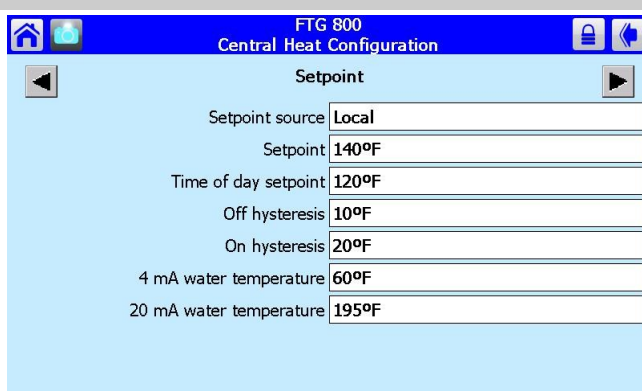 FTG 800
Central Heat Configuration
Setpoint
Setpoint source Local
Setpoint 140ºF
Time of day setpoint 120ºF
Off hysteresis 10ºF
On hysteresis 20ºF
4 mA water temperature 60ºF
20 mA water temperature 195ºF